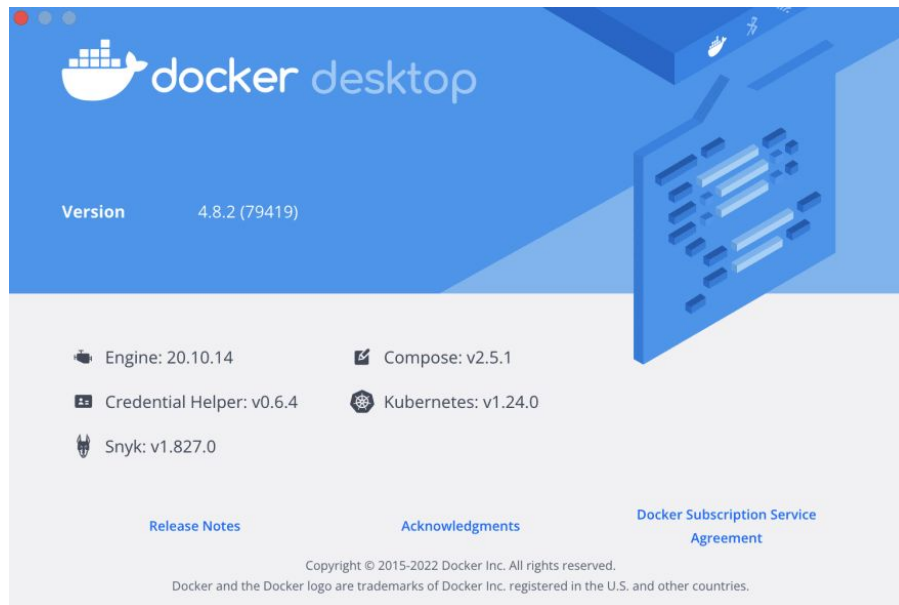 docker desktop
Version 4.8.2 (79419)
Engine: 20.10.14
Compose: v2.5.1
Credential Helper: v0.6.4
Kubernetes: v1.24.0
Snyk: v1.827.0
Release Notes
Acknowledgments
Docker Subscription Service
Agreement
Copyright © 2015-2022 Docker Inc. All rights reserved.
Docker and the Docker logo are trademarks of Docker Inc. registered in the U.S. and other countries.